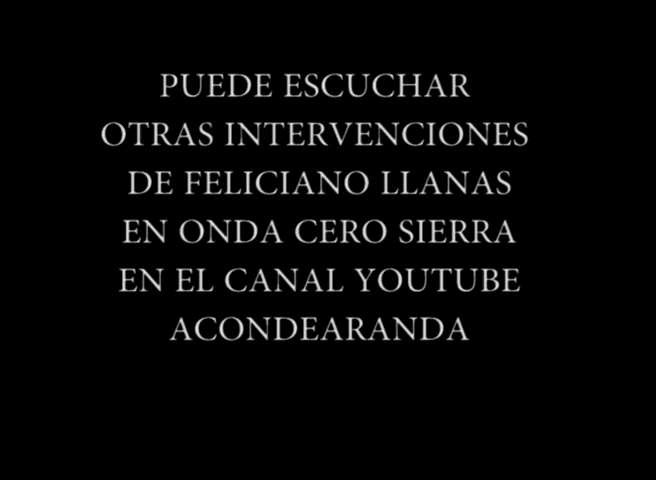 PUEDE ESCUCHAR
OTRAS INTERVENCIONES
DE FELICIANO LLANAS
EN ONDA CERO SIERRA
EN EL CANAL YOUTUBE
ACONDEARANDA